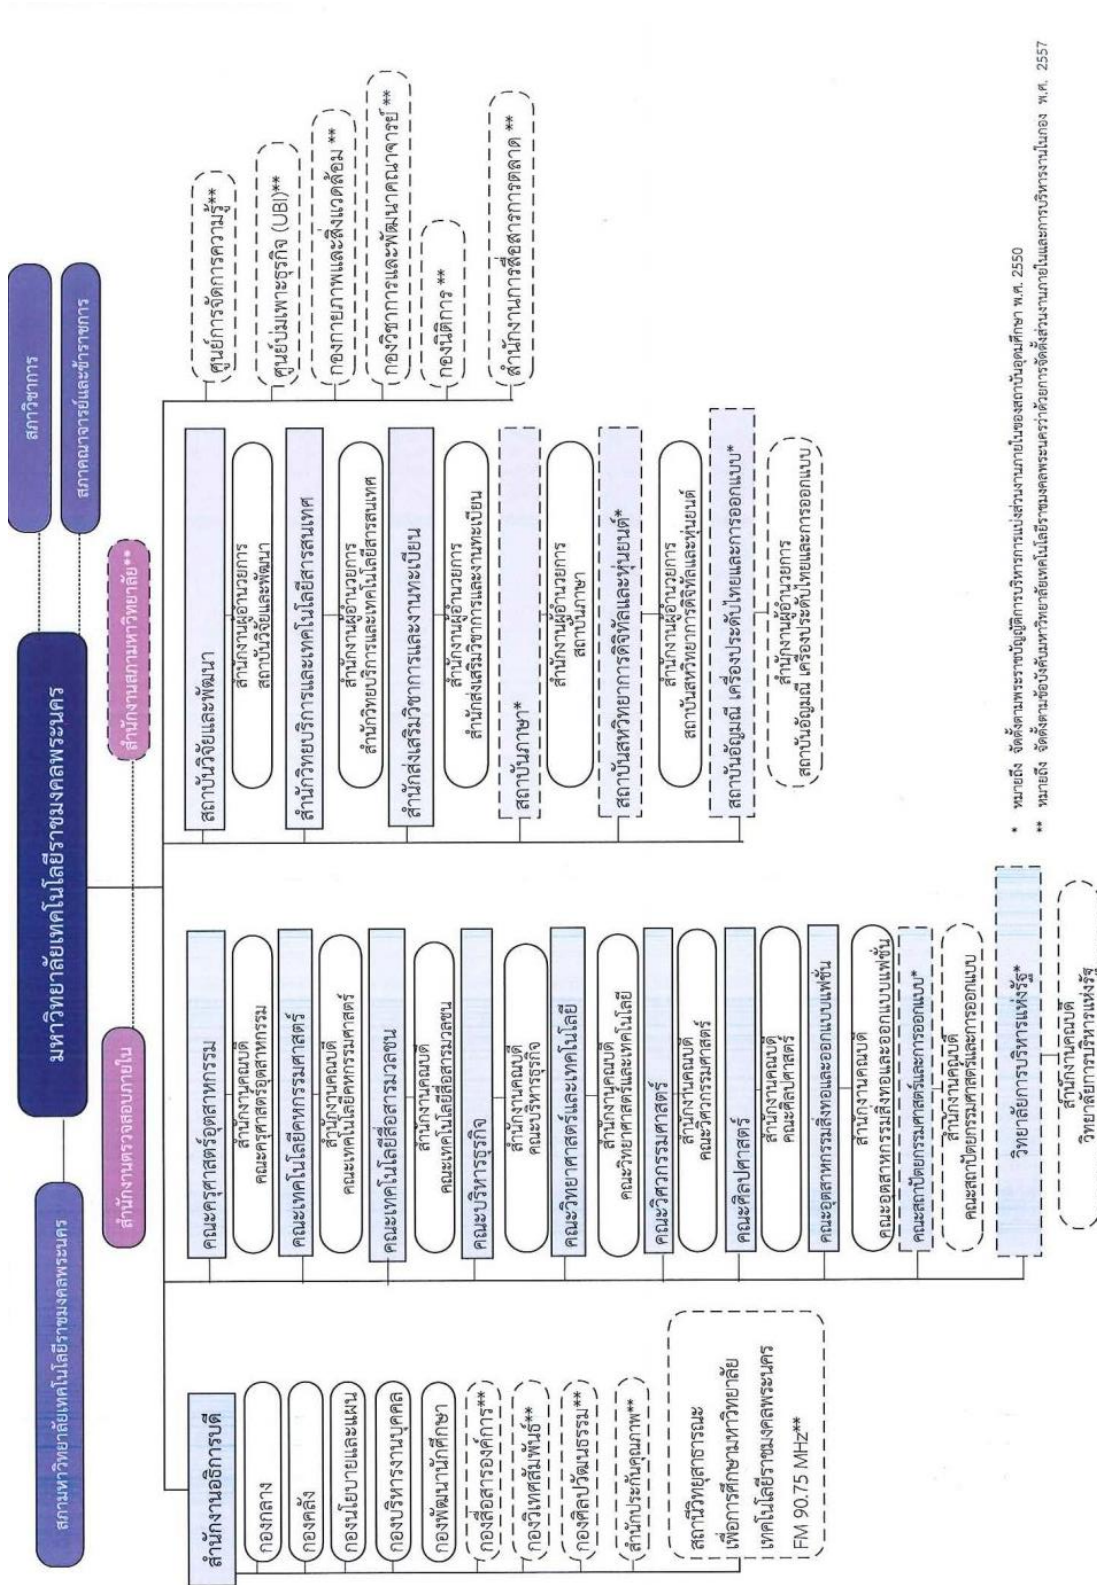 สภามหาวิทยาลัยเทคโนโลยีราชมงคลพระนคร
มหาวิทยาลัยเทคโนโลยีราชมงคลพระนคร
สภาวิชาการ
สภาคณาจารย์และข้าราชการ
สำนักงานตรวจสอบภายใน
สำนักงานสภามหาวิทยาลัย**
สำนักงานอธิการบดี
กองกลาง
กองคลัง
กองนโยบายและแผน
กองบริหารงานบุคคล
กองพัฒนานักศึกษา
กองสื่อสารองค์การ**
กองวิเทศสัมพันธ์**
กองศิลปวัฒนธรรม**
สำนักประกันคุณภาพ**
สถานีวิทยุสาธารณะ
เพื่อการศึกษามหาวิทยาลัย
เทคโนโลยีราชมงคลพระนคร
FM 90.75 MHz**
คณะครุศาสตร์อุตสาหกรรม
สำนักงานคณบดี
คณะครุศาสตร์อุตสาหกรรม
คณะเทคโนโลยีคหกรรมศาสตร์
สำนักงานคณบดี
คณะเทคโนโลยีคหกรรมศาสตร์
คณะเทคโนโลยีสื่อสารมวลชน
สำนักงานคณบดี
คณะเทคโนโลยีสื่อสารมวลชน
คณะบริหารธุรกิจ
สำนักงานคณบดี
คณะบริหารธุรกิจ
คณะวิทยาศาสตร์และเทคโนโลยี
สำนักงานคณบดี
คณะวิทยาศาสตร์และเทคโนโลยี
คณะวิศวกรรมศาสตร์
สำนักงานคณบดี
คณะวิศวกรรมศาสตร์
คณะศิลปศาสตร์
สำนักงานคณบดี
คณะศิลปศาสตร์
คณะอุตสาหกรรมสิ่งทอและออกแบบแฟชั่น
สำนักงานคณบดี
คณะอุตสาหกรรมสิ่งทอและออกแบบแฟชั่น
คณะสถาปัตยกรรมศาสตร์และการออกแบบ*
สำนักงานคณบดี
คณะสถาปัตยกรรมศาสตร์และการออกแบบ
วิทยาลัยการบริหารแห่งรัฐ*
สำนักงานคณบดี
วิทยาลัยการบริหารแห่งรัฐ
สถาบันวิจัยและพัฒนา
สำนักงานผู้อำนวยการ
สถาบันวิจัยและพัฒนา
สำนักวิทยบริการและเทคโนโลยีสารสนเทศ
สำนักงานผู้อำนวยการ
สำนักวิทยบริการและเทคโนโลยีสารสนเทศ
สำนักส่งเสริมวิชาการและงานทะเบียน
สำนักงานผู้อำนวยการ
สำนักส่งเสริมวิชาการและงานทะเบียน
สถาบันภาษา*
สำนักงานผู้อำนวยการ
สถาบันภาษา
สถาบันสหวิทยาการดิจิทัลและหุ่นยนต์*
สำนักงานผู้อำนวยการ
สถาบันสหวิทยาการดิจิทัลและหุ่นยนต์
สถาบันอัญมณี เครื่องประดับไทยและการออกแบบ*
สำนักงานผู้อำนวยการ
สถาบันอัญมณี เครื่องประดับไทยและการออกแบบ
ศูนย์การจัดการความรู้**
ศูนย์บ่มเพาะธุรกิจ (UBI)**
กองกายภาพและสิ่งแวดล้อม **
กองวิชาการและพัฒนาคณาจารย์ **
กองนิติการ **
สำนักงานการสื่อสารการตลาด **
* หมายถึง จัดตั้งตามพระราชบัญญัติการบริหารการแบ่งส่วนงานภายในของสถาบันอุดมศึกษา พ.ศ. 2550
** หมายถึง จัดตั้งตามข้อบังคับมหาวิทยาลัยเทคโนโลยีราชมงคลพระนครว่าด้วยการจัดตั้งส่วนงานภายในและการบริหารงานในกอง พ.ศ. 2557